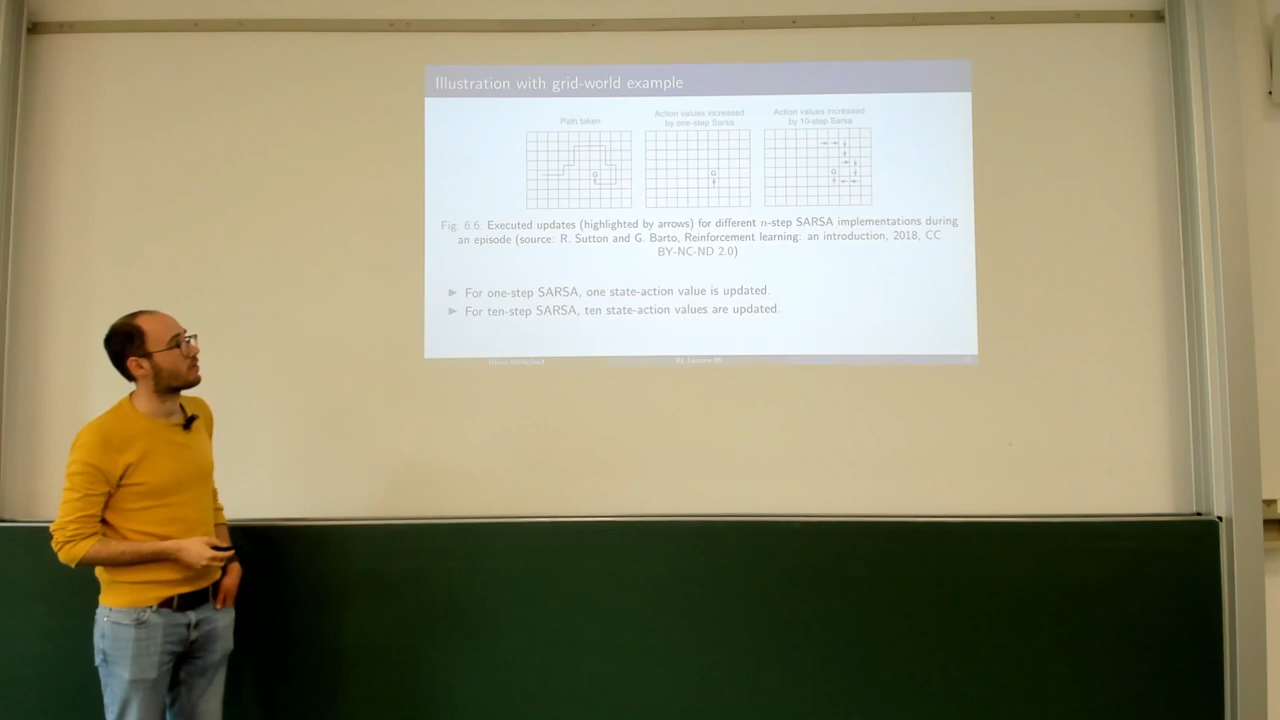 Illustration with grid-world example
Path taken
Action values increased
by one-step Sarsa
Action values increased
by 10-step Sarsa
G
G
G
Fig. 6.6: Executed updates (highlighted by arrows) for different n-step SARSA implementations during
an episode (source: R. Sutton and G. Barto, Reinforcement learning: an introduction, 2018, CC
BY-NC-ND 2.0)
► For one-step SARSA, one state-action value is updated.
► For ten-step SARSA, ten state-action values are updated.
RL Lecture 06